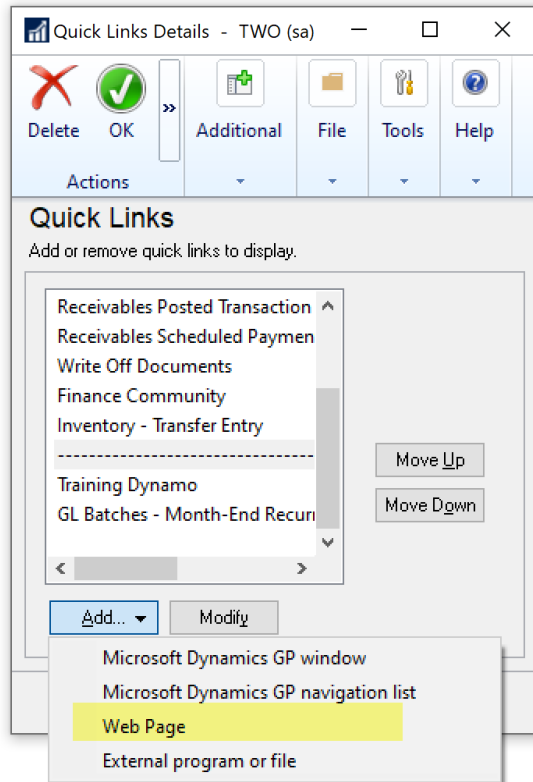 Quick Links Details - TWO (sa)
Delete OK » Additional File Tools Help
Actions
Quick Links
Add or remove quick links to display.
Receivables Posted Transaction
Receivables Scheduled Paymen
Write Off Documents
Finance Community
Inventory - Transfer Entry
---------------------------------
Move Up
Training Dynamo
GL Batches - Month-End Recurr
Move Down
Add... Modify
Microsoft Dynamics GP window
Microsoft Dynamics GP navigation list
Web Page
External program or file